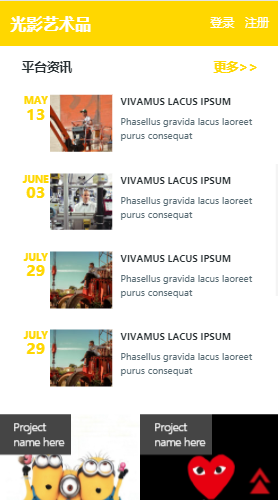 光影艺术品 登录 注册
平台资讯 更多>>
MAY
13
VIVAMUS LACUS IPSUM
Phasellus gravida lacus laoreet
purus consequat
JUNE
03
VIVAMUS LACUS IPSUM
Phasellus gravida lacus laoreet
purus consequat
JULY
29
VIVAMUS LACUS IPSUM
Phasellus gravida lacus laoreet
purus consequat
JULY
29
VIVAMUS LACUS IPSUM
Phasellus gravida lacus laoreet
purus consequat
Project
name here
Project
name here